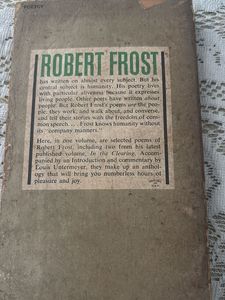 POETRY
ROBERT FROST
has written on almost every subject. But his
central subject is humanity. His poetry lives
with particular aliveness because it expresses
living people. Other poets have written about
people. But Robert Frost's poems are the peo-
ple; they work, and walk about, and converse,
and tell their stories with the freedom of com-
mon speech. . . . Frost knows humanity without
its "company manners."
Here, in one volume, are selected poems of
Robert Frost, including two from his latest
published volume, In the Clearing. Accom-
panied by an Introduction and commentary by
Louis Untermeyer, they make up an antholo-
gy that will bring you numberless hours of
pleasure and joy.